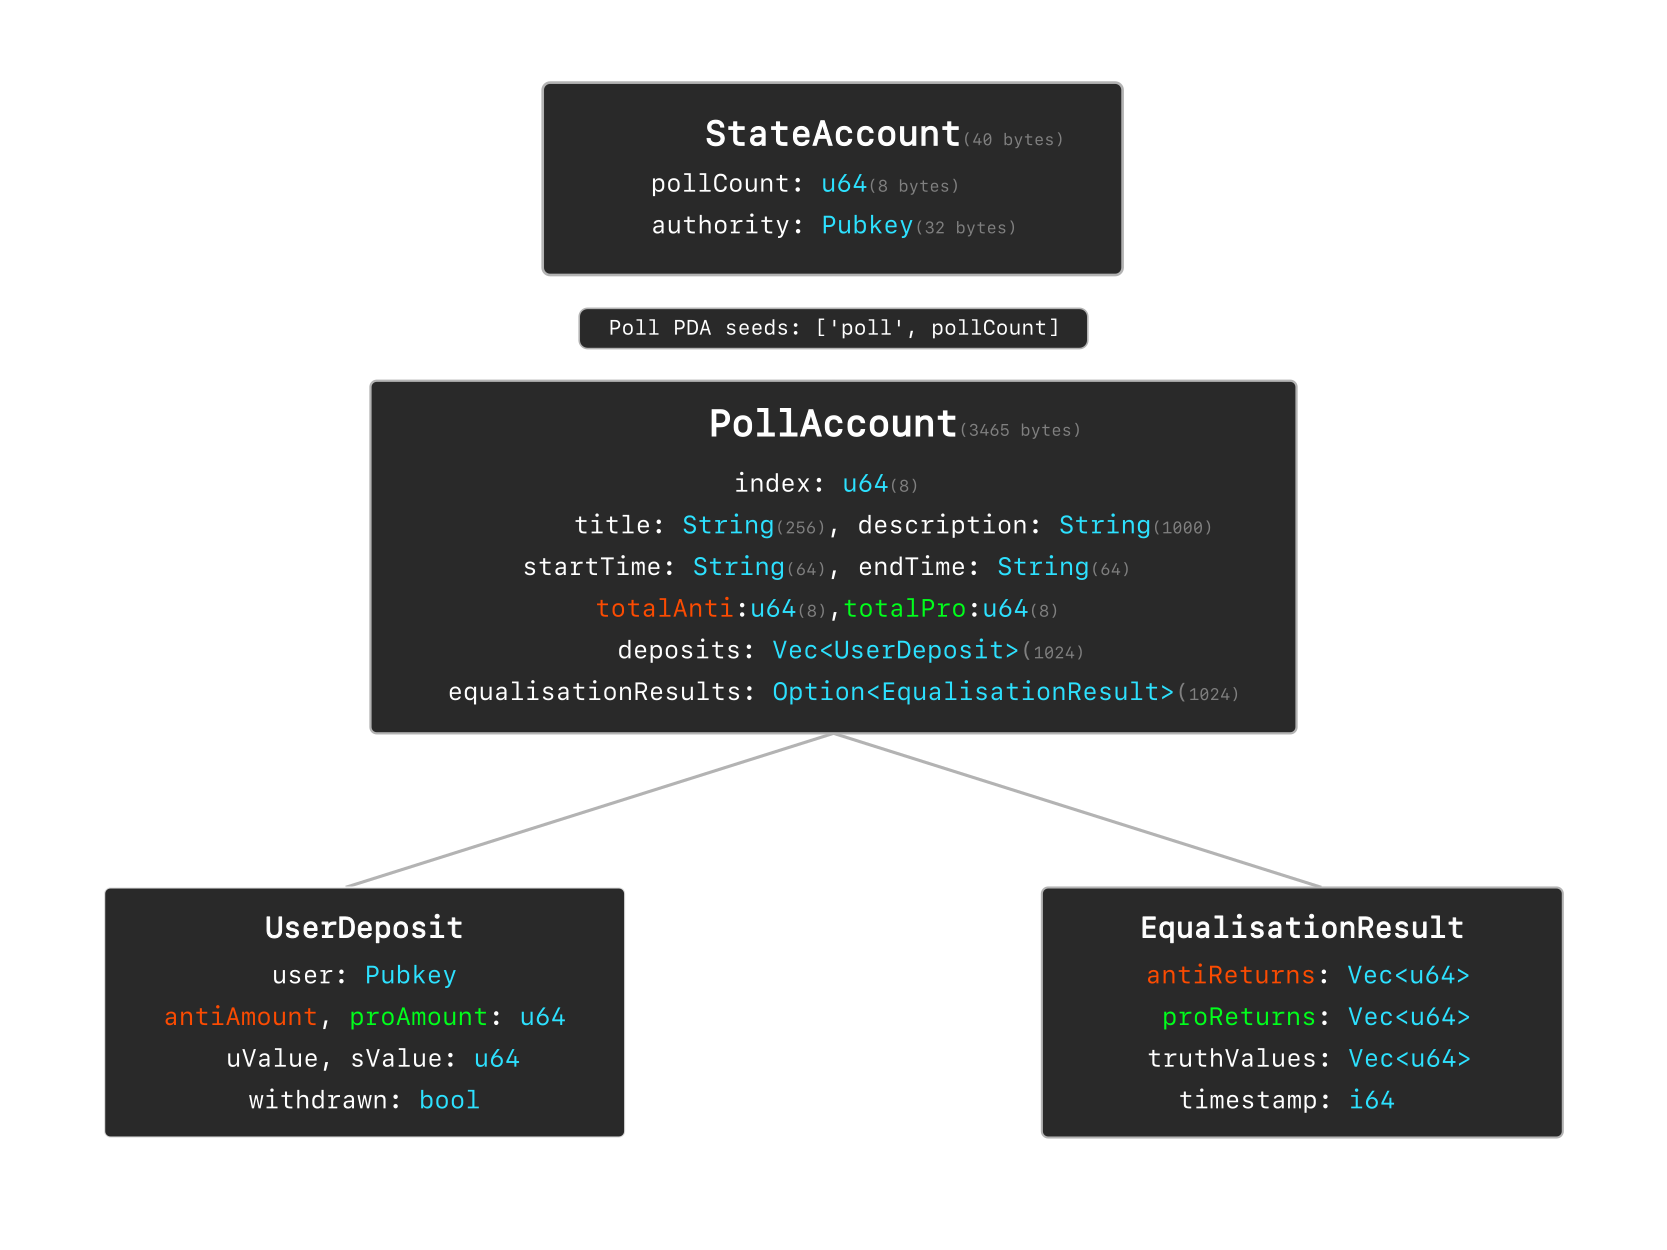 StateAccount(40 bytes)
pollCount: u64(8 bytes)
authority: Pubkey(32 bytes)
Poll PDA seeds: ['poll', pollCount]
PollAccount(3465 bytes)
index: u64(8)
title: String(256), description: String(1000)
startTime: String(64), endTime: String(64)
totalAnti:u64(8),totalPro:u64(8)
deposits: Vec<UserDeposit>(1024)
equalisationResults: Option<EqualisationResult>(1024)
UserDeposit
user: Pubkey
antiAmount, proAmount: u64
uValue, sValue: u64
withdrawn: bool
EqualisationResult
antiReturns: Vec<u64>
proReturns: Vec<u64>
truthValues: Vec<u64>
timestamp: i64